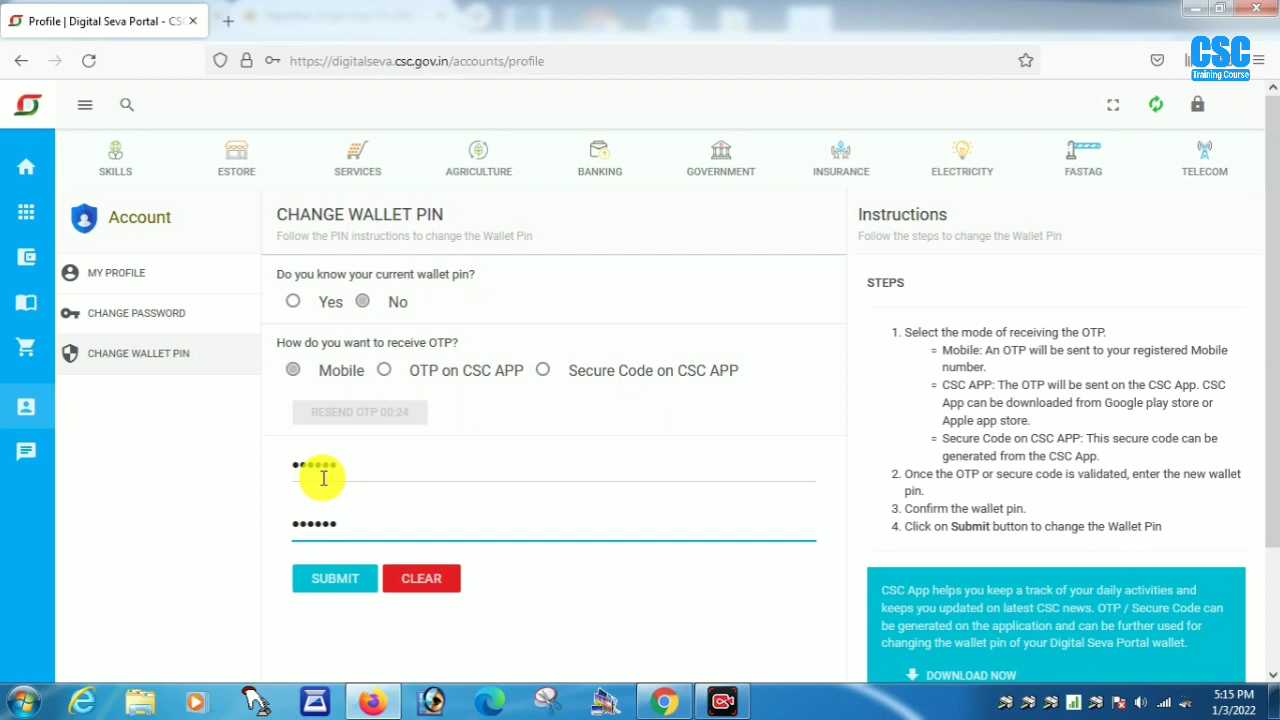 Profile | Digital Seva Portal - CSC
https://digitalseva.csc.gov.in/accounts/profile
CSC
Training Course
SKILLS
ESTORE
SERVICES
AGRICULTURE
BANKING
GOVERNMENT
INSURANCE
ELECTRICITY
FASTAG
TELECOM
Account
MY PROFILE
CHANGE PASSWORD
CHANGE WALLET PIN
CHANGE WALLET PIN
Follow the PIN instructions to change the Wallet Pin
Do you know your current wallet pin?
Yes No
How do you want to receive OTP?
Mobile OTP on CSC APP Secure Code on CSC APP
RESEND OTP 00:24
••••••
••••••
SUBMIT CLEAR
Instructions
Follow the steps to change the Wallet Pin
STEPS
1. Select the mode of receiving the OTP.
Mobile: An OTP will be sent to your registered Mobile
number.
CSC APP: The OTP will be sent on the CSC App. CSC
App can be downloaded from Google play store or
Apple app store.
Secure Code on CSC APP: This secure code can be
generated from the CSC App.
2. Once the OTP or secure code is validated, enter the new wallet
pin.
3. Confirm the wallet pin.
4. Click on Submit button to change the Wallet Pin
CSC App helps you keep a track of your daily activities and
keeps you updated on latest CSC news. OTP / Secure Code can
be generated on the application and can be further used for
changing the wallet pin of your Digital Seva Portal wallet.
DOWNLOAD NOW
5:15 PM
1/3/2022